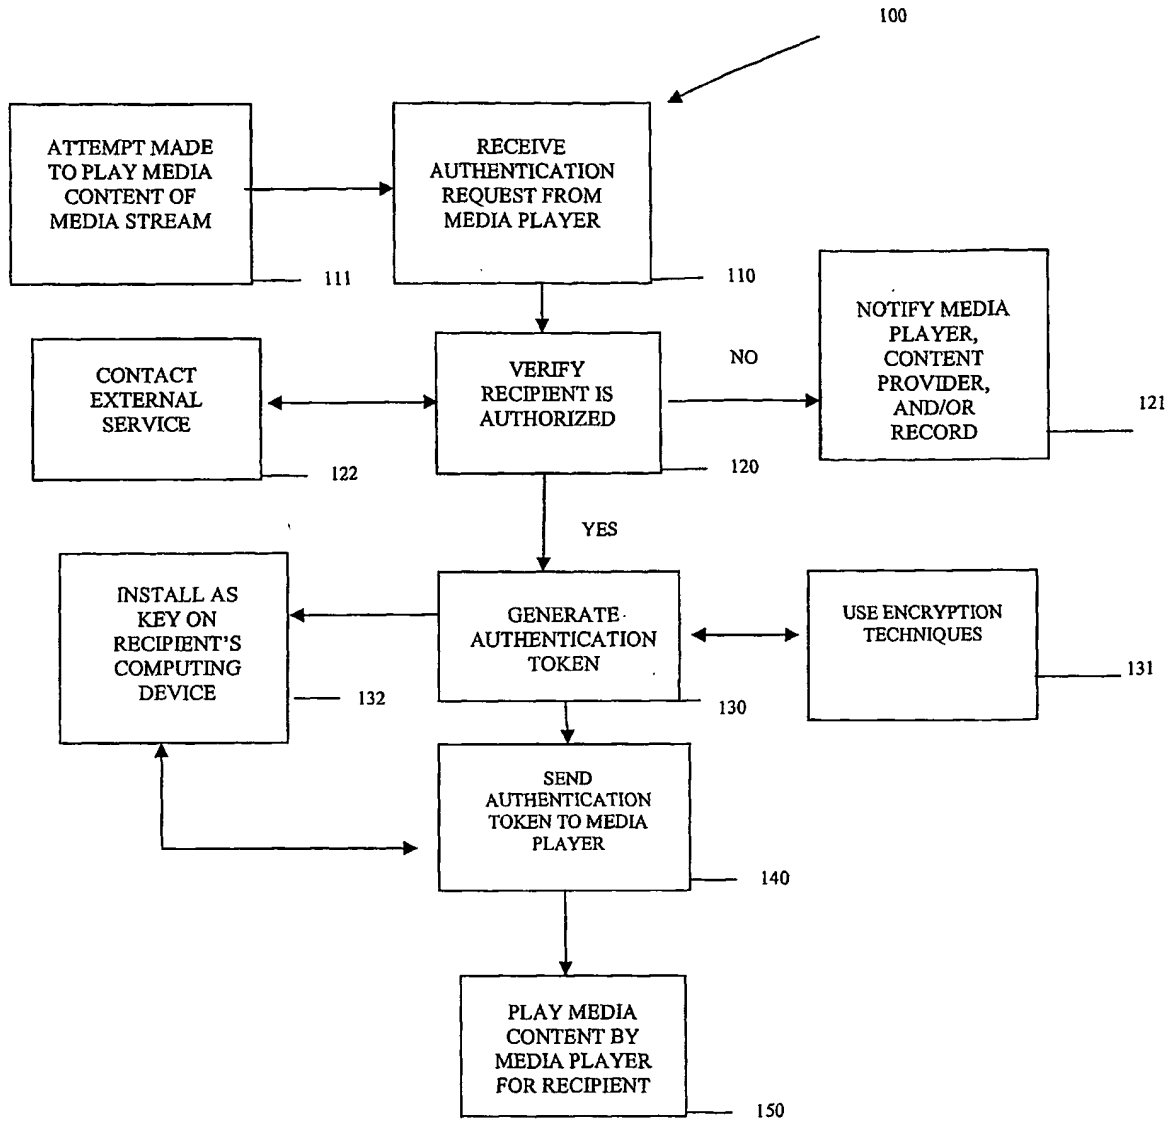 100
ATTEMPT MADE
TO PLAY MEDIA
CONTENT OF
MEDIA STREAM
111
RECEIVE
AUTHENTICATION
REQUEST FROM
MEDIA PLAYER
110
CONTACT
EXTERNAL
SERVICE
122
VERIFY
RECIPIENT IS
AUTHORIZED
120
NO
NOTIFY MEDIA
PLAYER,
CONTENT
PROVIDER,
AND/OR
RECORD
121
YES
INSTALL AS
KEY ON
RECIPIENT'S
COMPUTING
DEVICE
132
GENERATE
AUTHENTICATION
TOKEN
130
USE ENCRYPTION
TECHNIQUES
131
SEND
AUTHENTICATION
TOKEN TO MEDIA
PLAYER
140
PLAY MEDIA
CONTENT BY
MEDIA PLAYER
FOR RECIPIENT
150